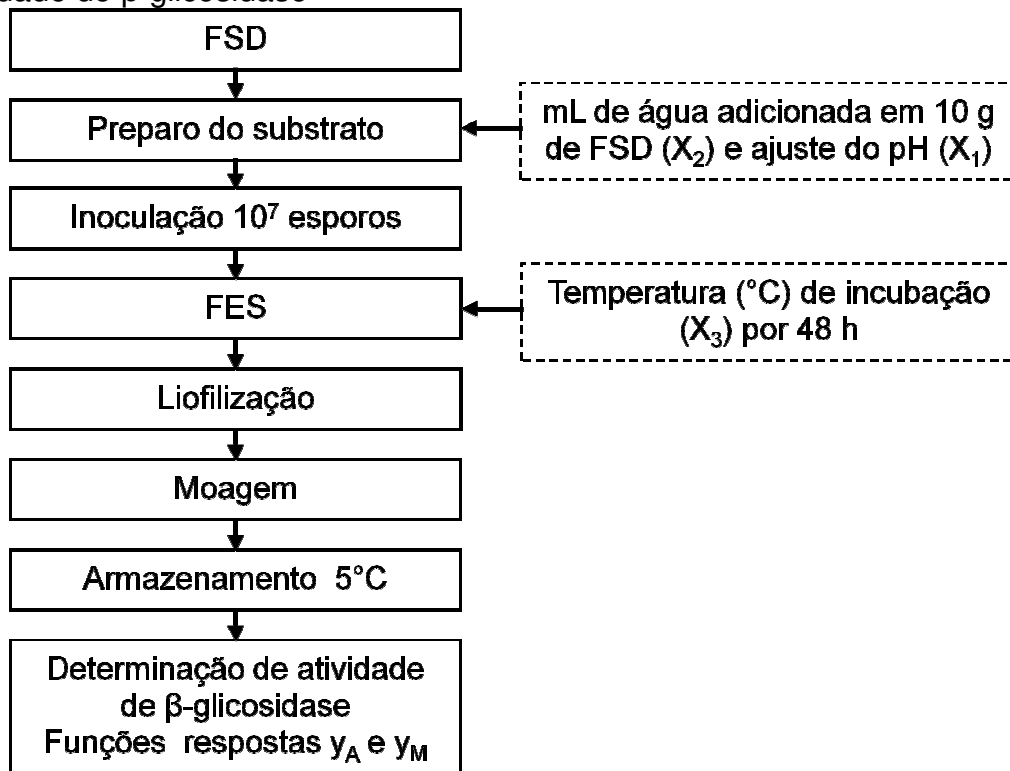 FSD
Preparo do substrato
mL de água adicionada em 10 g
de FSD (X₂) e ajuste do pH (X₁)
Inoculação 10⁷ esporos
FES
Temperatura (°C) de incubação
(X₃) por 48 h
Liofilização
Moagem
Armazenamento 5°C
Determinação de atividade
de β-glicosidase
Funções respostas y_A e y_M